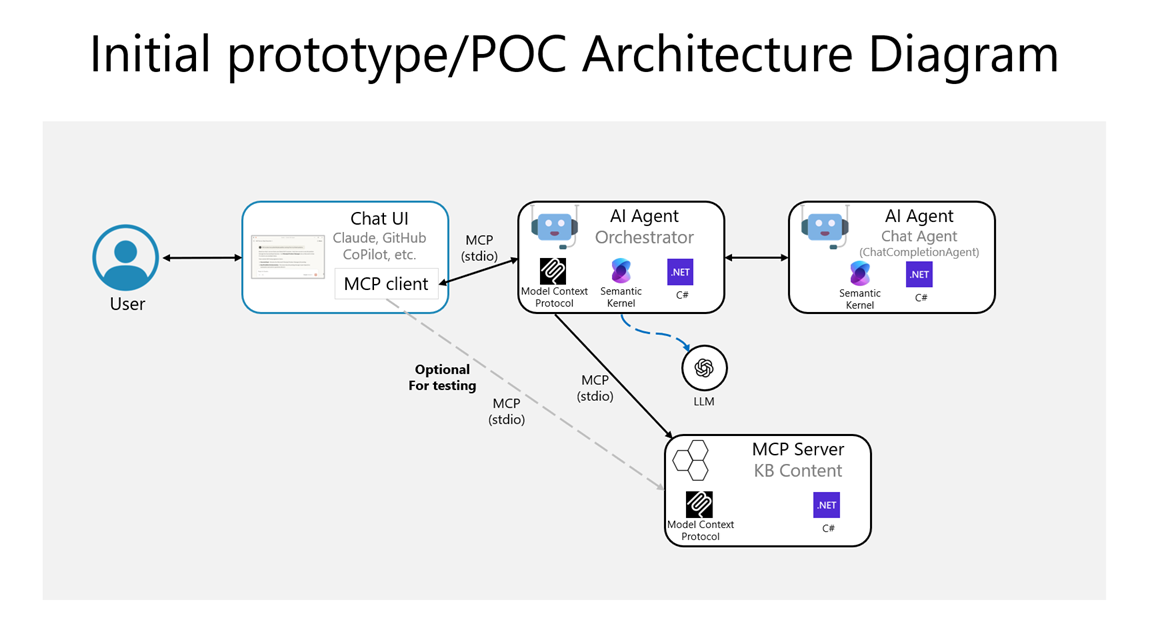 Initial prototype/POC Architecture Diagram
User
Chat UI
Claude, GitHub
CoPilot, etc.
MCP client
MCP
(stdio)
AI Agent
Orchestrator
Model Context
Protocol
Semantic
Kernel
.NET
C#
AI Agent
Chat Agent
(ChatCompletionAgent)
Semantic
Kernel
.NET
C#
Optional
For testing
MCP
(stdio)
MCP
(stdio)
LLM
MCP Server
KB Content
Model Context
Protocol
.NET
C#